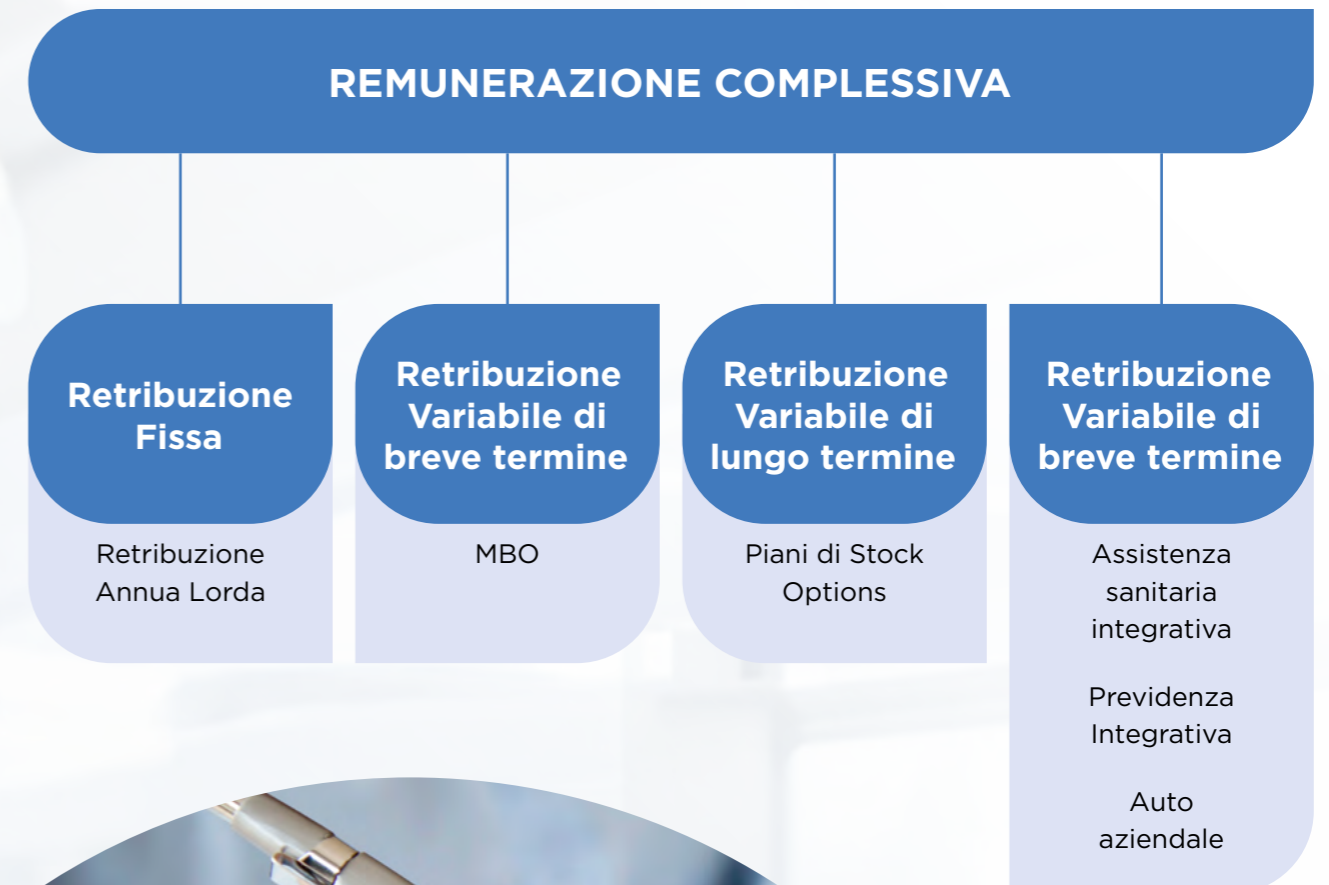 REMUNERAZIONE COMPLESSIVA
Retribuzione
Fissa
Retribuzione
Annua Lorda
Retribuzione
Variabile di
breve termine
MBO
Retribuzione
Variabile di
lungo termine
Piani di Stock
Options
Retribuzione
Variabile di
breve termine
Assistenza
sanitaria
integrativa
Previdenza
Integrativa
Auto
aziendale